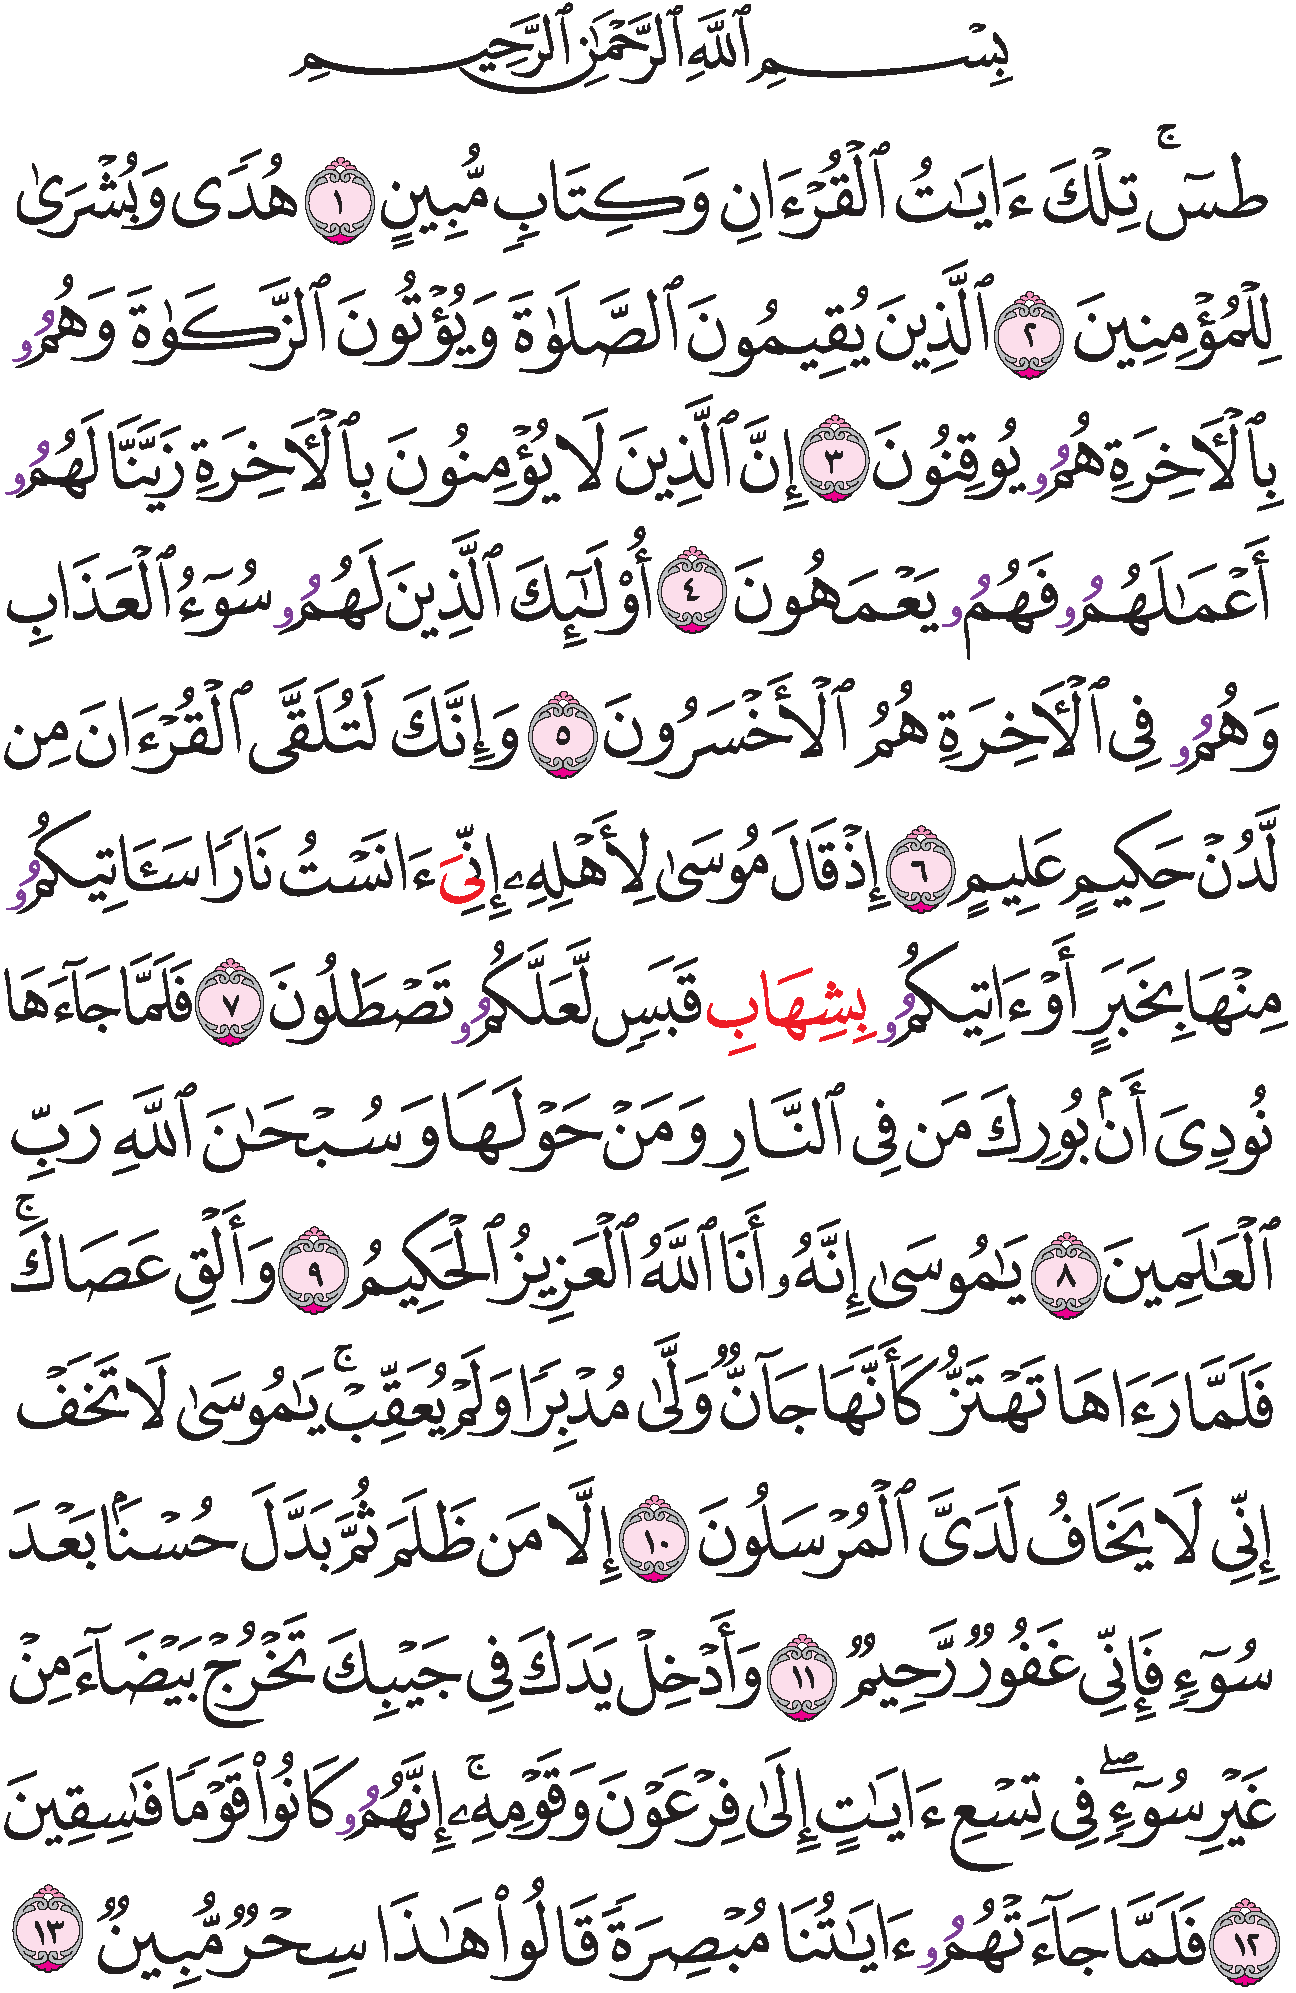 بِسْمِ ٱللَّهِ ٱلرَّحْمَٰنِ ٱلرَّحِيمِ
طسٓۚ تِلْكَ ءَايَٰتُ ٱلْقُرْءَانِ وَكِتَابٖ مُّبِينٍ ١ هُدٗى وَبُشْرَىٰ
لِلْمُؤْمِنِينَ ٢ ٱلَّذِينَ يُقِيمُونَ ٱلصَّلَوٰةَ وَيُؤْتُونَ ٱلزَّكَوٰةَ وَهُمُۥ
بِٱلْأٓخِرَةِ هُمُۥ يُوقِنُونَ ٣ إِنَّ ٱلَّذِينَ لَا يُؤْمِنُونَ بِٱلْأٓخِرَةِ زَيَّنَّا لَهُمُۥ
أَعْمَٰلَهُمُۥ فَهُمُۥ يَعْمَهُونَ ٤ أُوْلَٰٓئِكَ ٱلَّذِينَ لَهُمُۥ سُوٓءُ ٱلْعَذَابِ
وَهُمُۥ فِى ٱلْأٓخِرَةِ هُمُ ٱلْأَخْسَرُونَ ٥ وَإِنَّكَ لَتُلَقَّى ٱلْقُرْءَانَ مِن
لَّدُنْ حَكِيمٍ عَلِيمٍ ٦ إِذْ قَالَ مُوسَىٰ لِأَهْلِهِۦ إِنِّىَ ءَانَسْتُ نَارٗا سَـَٔاتِيكُمُۥ
مِنْهَا بِخَبَرٍ أَوْ ءَاتِيكُمُۥ بِشِهَابِ قَبَسٖ لَّعَلَّكُمُۥ تَصْطَلُونَ ٧ فَلَمَّا جَآءَهَا
نُودِىَ أَنۢ بُورِكَ مَن فِى ٱلنَّارِ وَمَنْ حَوْلَهَا وَسُبْحَٰنَ ٱللَّهِ رَبِّ
ٱلْعَٰلَمِينَ ٨ يَٰمُوسَىٰ إِنَّهُۥ أَنَا ٱللَّهُ ٱلْعَزِيزُ ٱلْحَكِيمُ ٩ وَأَلْقِ عَصَاكَۚ
فَلَمَّا رَءَاهَا تَهْتَزُّ كَأَنَّهَا جَآنّٞ وَلَّىٰ مُدْبِرٗا وَلَمْ يُعَقِّبْۚ يَٰمُوسَىٰ لَا تَخَفْ
إِنِّى لَا يَخَافُ لَدَىَّ ٱلْمُرْسَلُونَ ١٠ إِلَّا مَن ظَلَمَ ثُمَّ بَدَّلَ حُسْنَۢا بَعْدَ
سُوٓءٖ فَإِنِّى غَفُورٞ رَّحِيمٞ ١١ وَأَدْخِلْ يَدَكَ فِى جَيْبِكَ تَخْرُجْ بَيْضَآءَ مِنْ
غَيْرِ سُوٓءٖۖ فِى تِسْعِ ءَايَٰتٍ إِلَىٰ فِرْعَوْنَ وَقَوْمِهِۦۚ إِنَّهُمُۥ كَانُواْ قَوْمٗا فَٰسِقِينَ
١٢ فَلَمَّا جَآءَتْهُمُۥ ءَايَٰتُنَا مُبْصِرَةٗ قَالُواْ هَٰذَا سِحْرٞ مُّبِينٞ ١٣